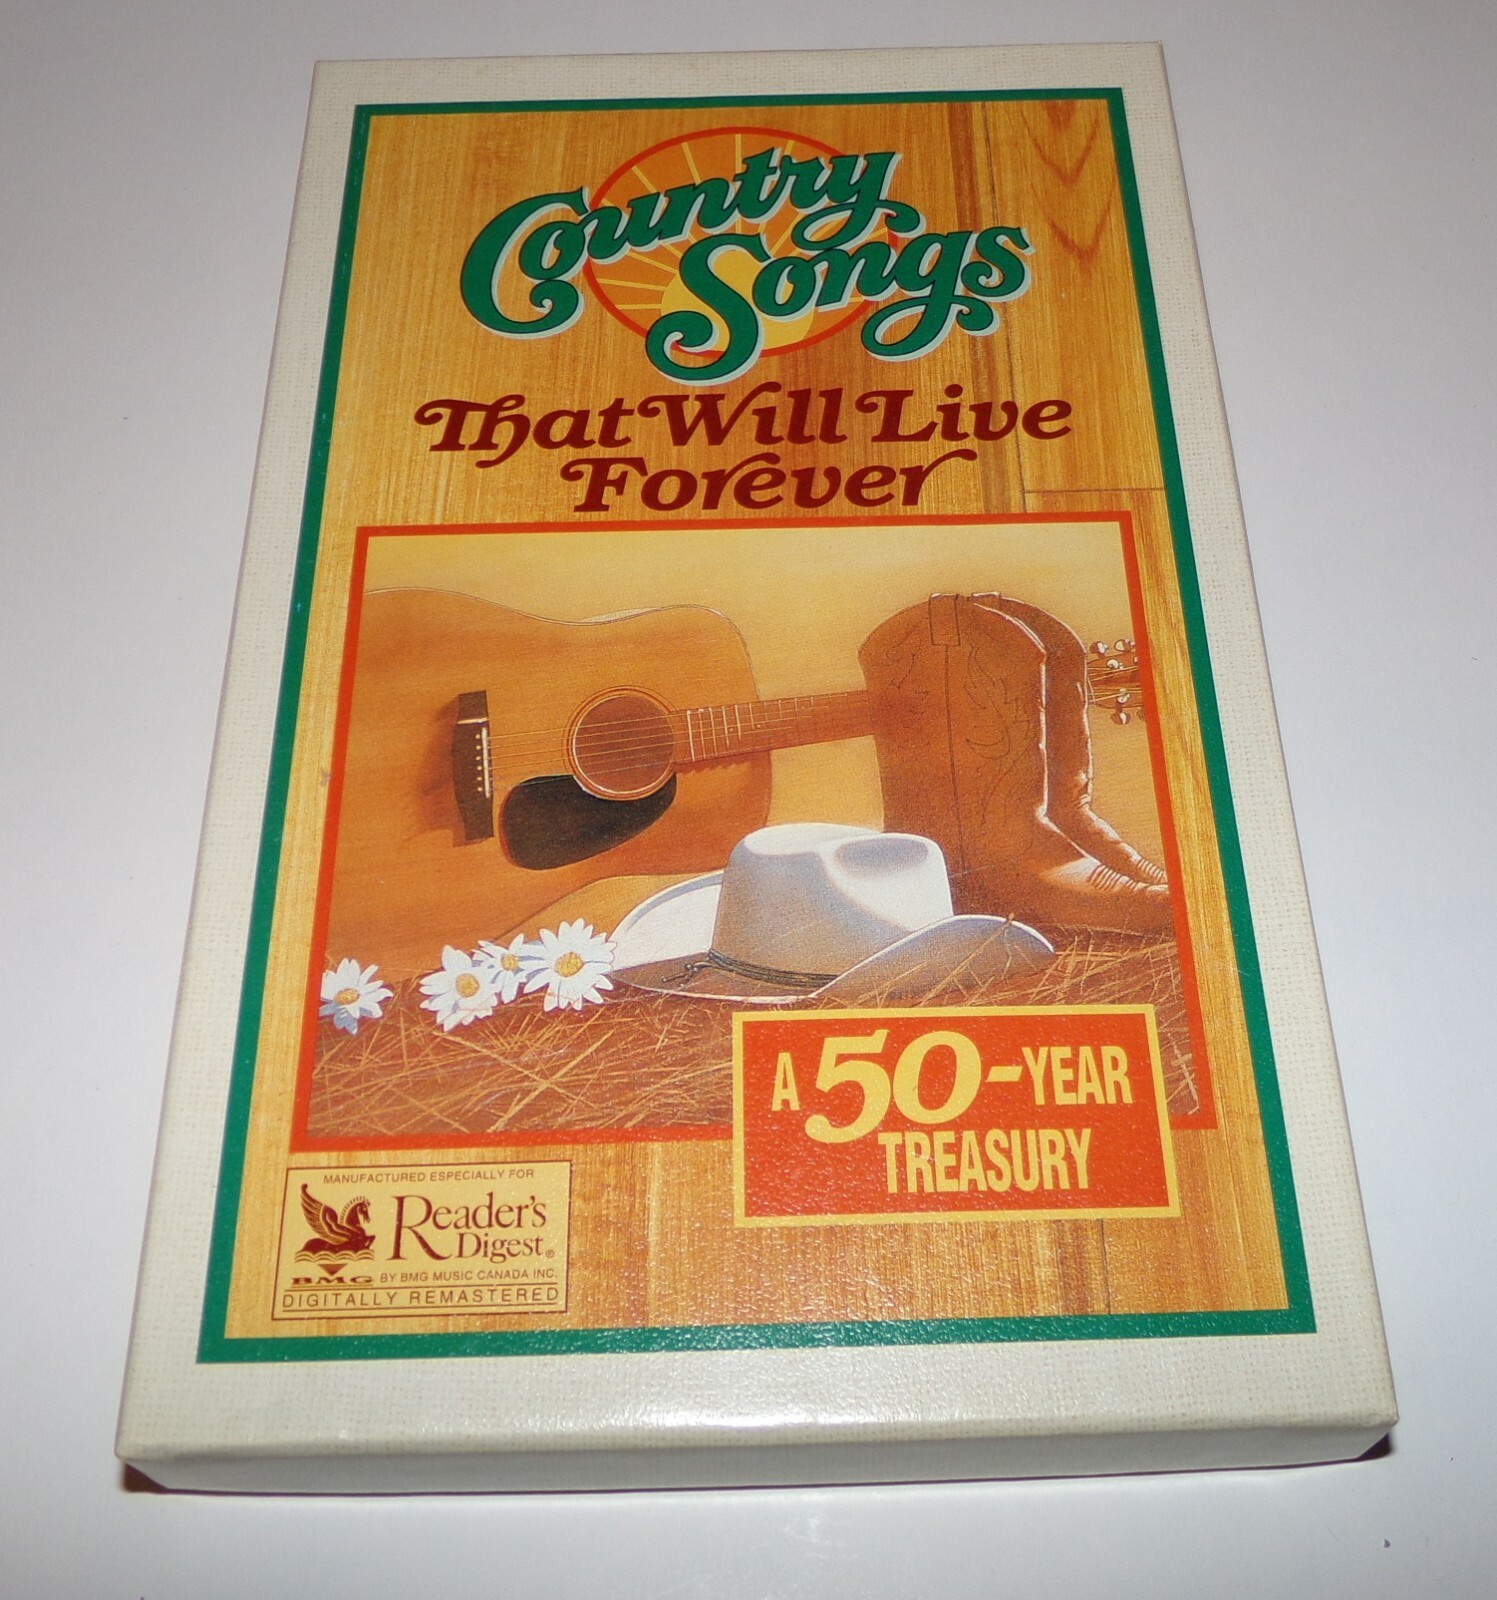 Country
Songs
That Will Live
Forever
A 50-YEAR
TREASURY
MANUFACTURED ESPECIALLY FOR
Reader's
Digest®
BMG BY BMG MUSIC CANADA INC.
DIGITALLY REMASTERED